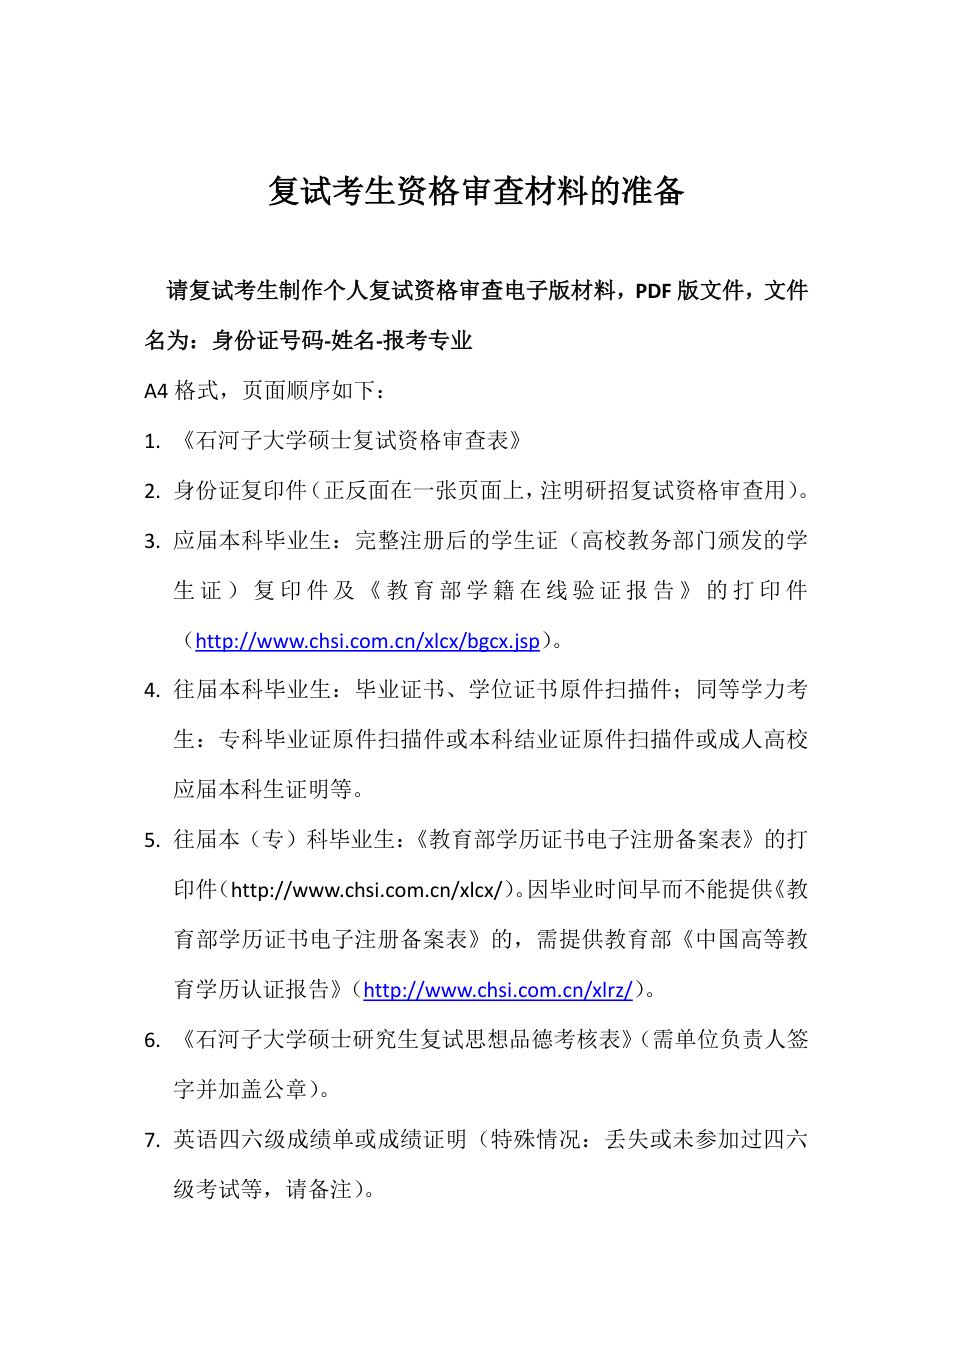 复试考生资格审查材料的准备
请复试考生制作个人复试资格审查电子版材料，PDF 版文件，文件
名为：身份证号码-姓名-报考专业
A4 格式，页面顺序如下：
1. 《石河子大学硕士复试资格审查表》
2. 身份证复印件（正反面在一张页面上，注明研招复试资格审查用）。
3. 应届本科毕业生：完整注册后的学生证（高校教务部门颁发的学
生证）复印件及《教育部学籍在线验证报告》的打印件
（http://www.chsi.com.cn/xlcx/bgcx.jsp）。
4. 往届本科毕业生：毕业证书、学位证书原件扫描件；同等学力考
生：专科毕业证原件扫描件或本科结业证原件扫描件或成人高校
应届本科生证明等。
5. 往届本（专）科毕业生：《教育部学历证书电子注册备案表》的打
印件（http://www.chsi.com.cn/xlcx/）。因毕业时间早而不能提供《教
育部学历证书电子注册备案表》的，需提供教育部《中国高等教
育学历认证报告》（http://www.chsi.com.cn/xlrz/）。
6. 《石河子大学硕士研究生复试思想品德考核表》（需单位负责人签
字并加盖公章）。
7. 英语四六级成绩单或成绩证明（特殊情况：丢失或未参加过四六
级考试等，请备注）。